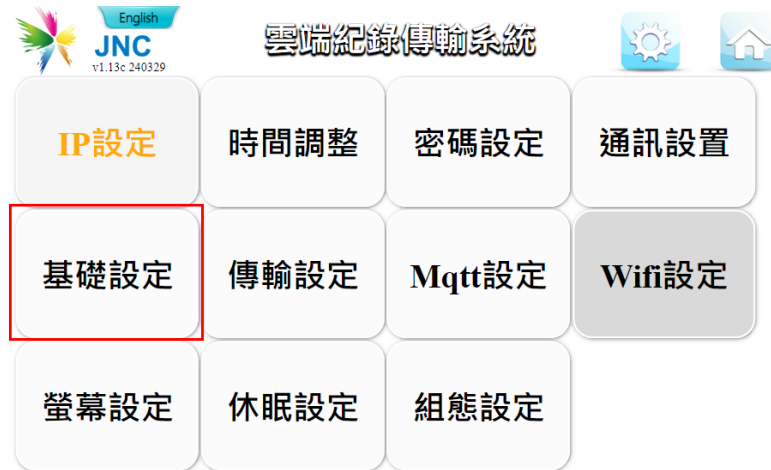 English
JNC
v1.13c 240329
雲端紀錄傳輸系統
IP設定
時間調整
密碼設定
通訊設置
基礎設定
傳輸設定
Mqtt設定
Wifi設定
螢幕設定
休眠設定
組態設定